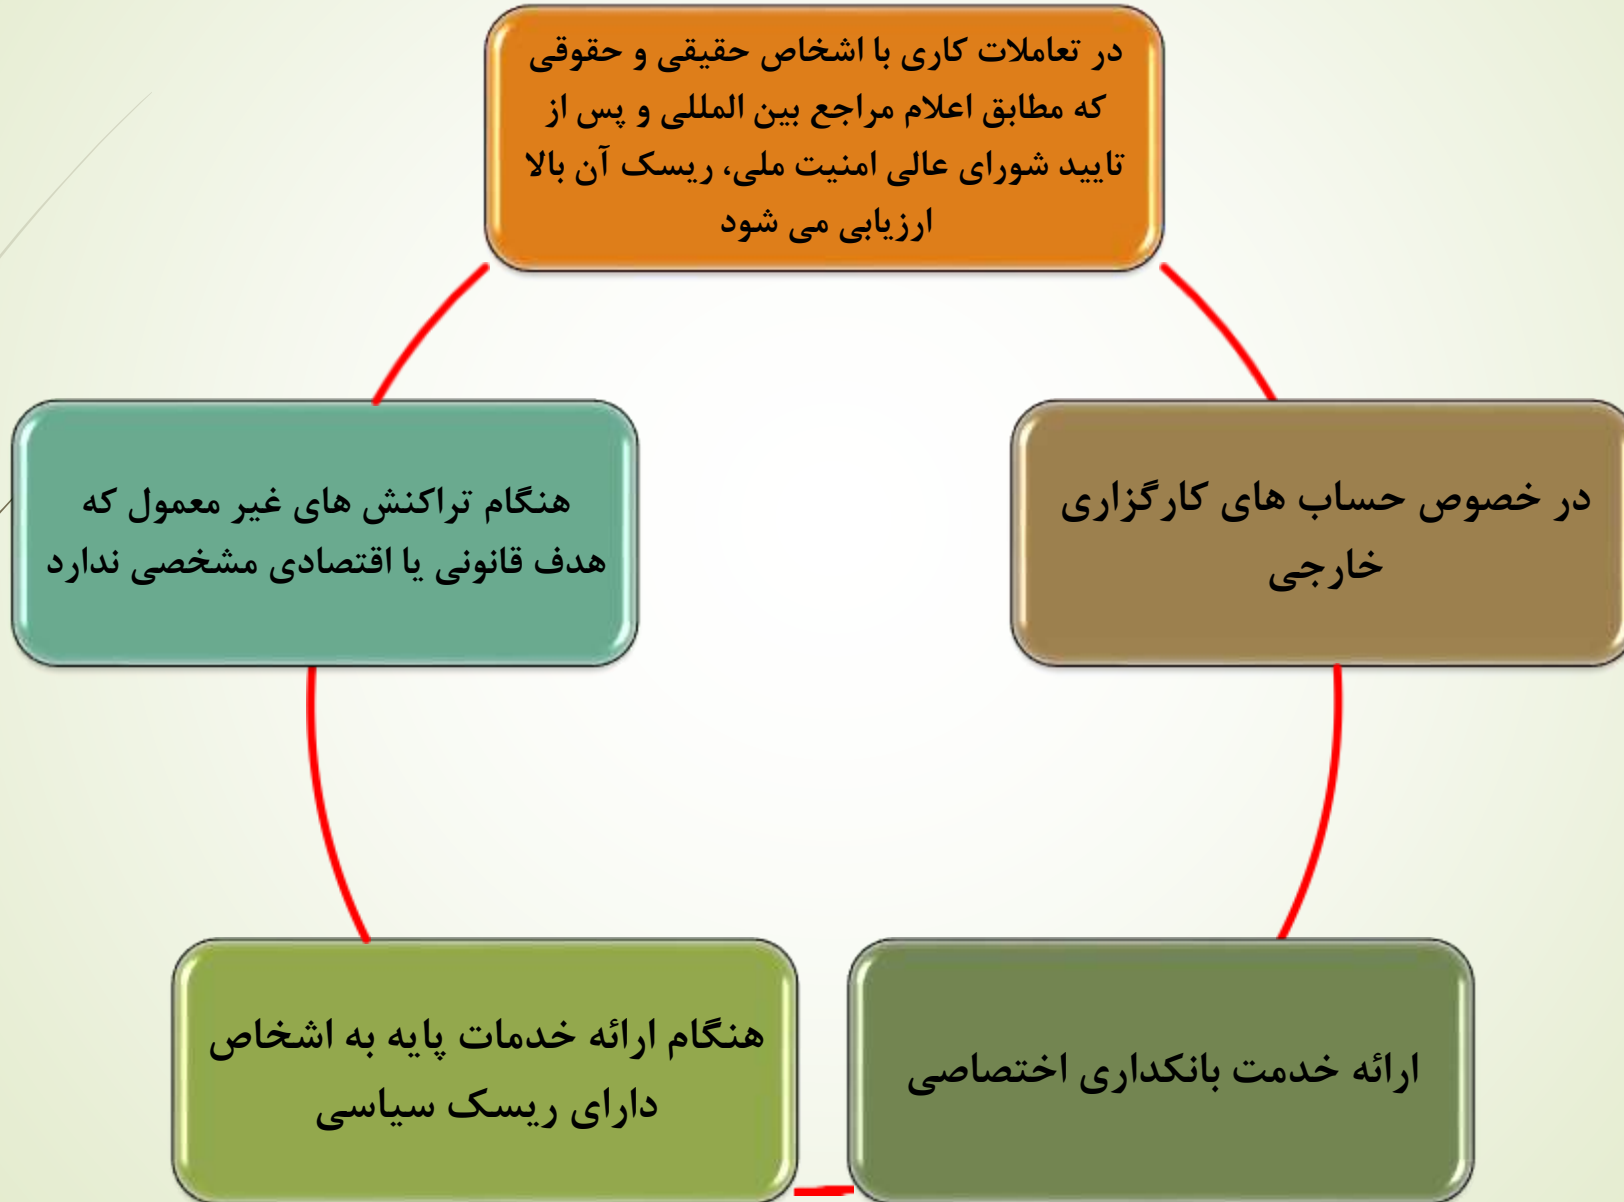 در تعاملات کاری با اشخاص حقیقی و حقوقی
که مطابق اعلام مراجع بین المللی و پس از
تایید شورای عالی امنیت ملی، ریسک آن بالا
ارزیابی می شود
در خصوص حساب های کارگزاری
خارجی
ارائه خدمت بانکداری اختصاصی
هنگام ارائه خدمات پایه به اشخاص
دارای ریسک سیاسی
هنگام تراکنش های غیر معمول که
هدف قانونی یا اقتصادی مشخصی ندارد